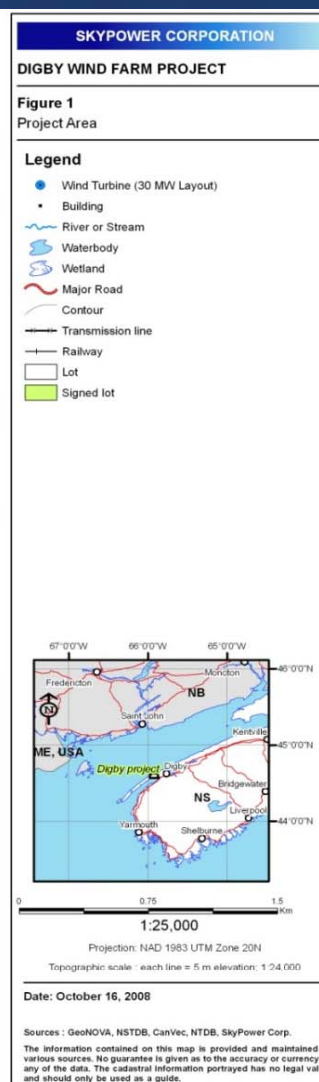 SKYPOWER CORPORATION
DIGBY WIND FARM PROJECT
Figure 1
Project Area
Legend
Wind Turbine (30 MW Layout)
Building
River or Stream
Waterbody
Wetland
Major Road
Contour
Transmission line
Railway
Lot
Signed lot
67°0'0"W 66°0'0"W 65°0'0"W
46°0'0"N
Moncton
Fredericton
NB
N
Saint John
Kentville
45°0'0"N
ME, USA
Digby project Digby
Bridgewater
NS
Liverpool
44°0'0"N
Yarmouth
Shelburne
0 0.75 1.5
Km
1:25,000
Projection: NAD 1983 UTM Zone 20N
Topographic scale : each line = 5 m elevation; 1:24,000
Date: October 16, 2008
Sources : GeoNOVA, NSTDB, CanVec, NTDB, SkyPower Corp.
The information contained on this map is provided and maintained
various sources. No guarantee is given as to the accuracy or currency
any of the data. The cadastral information portrayed has no legal val
and should only be used as a guide.